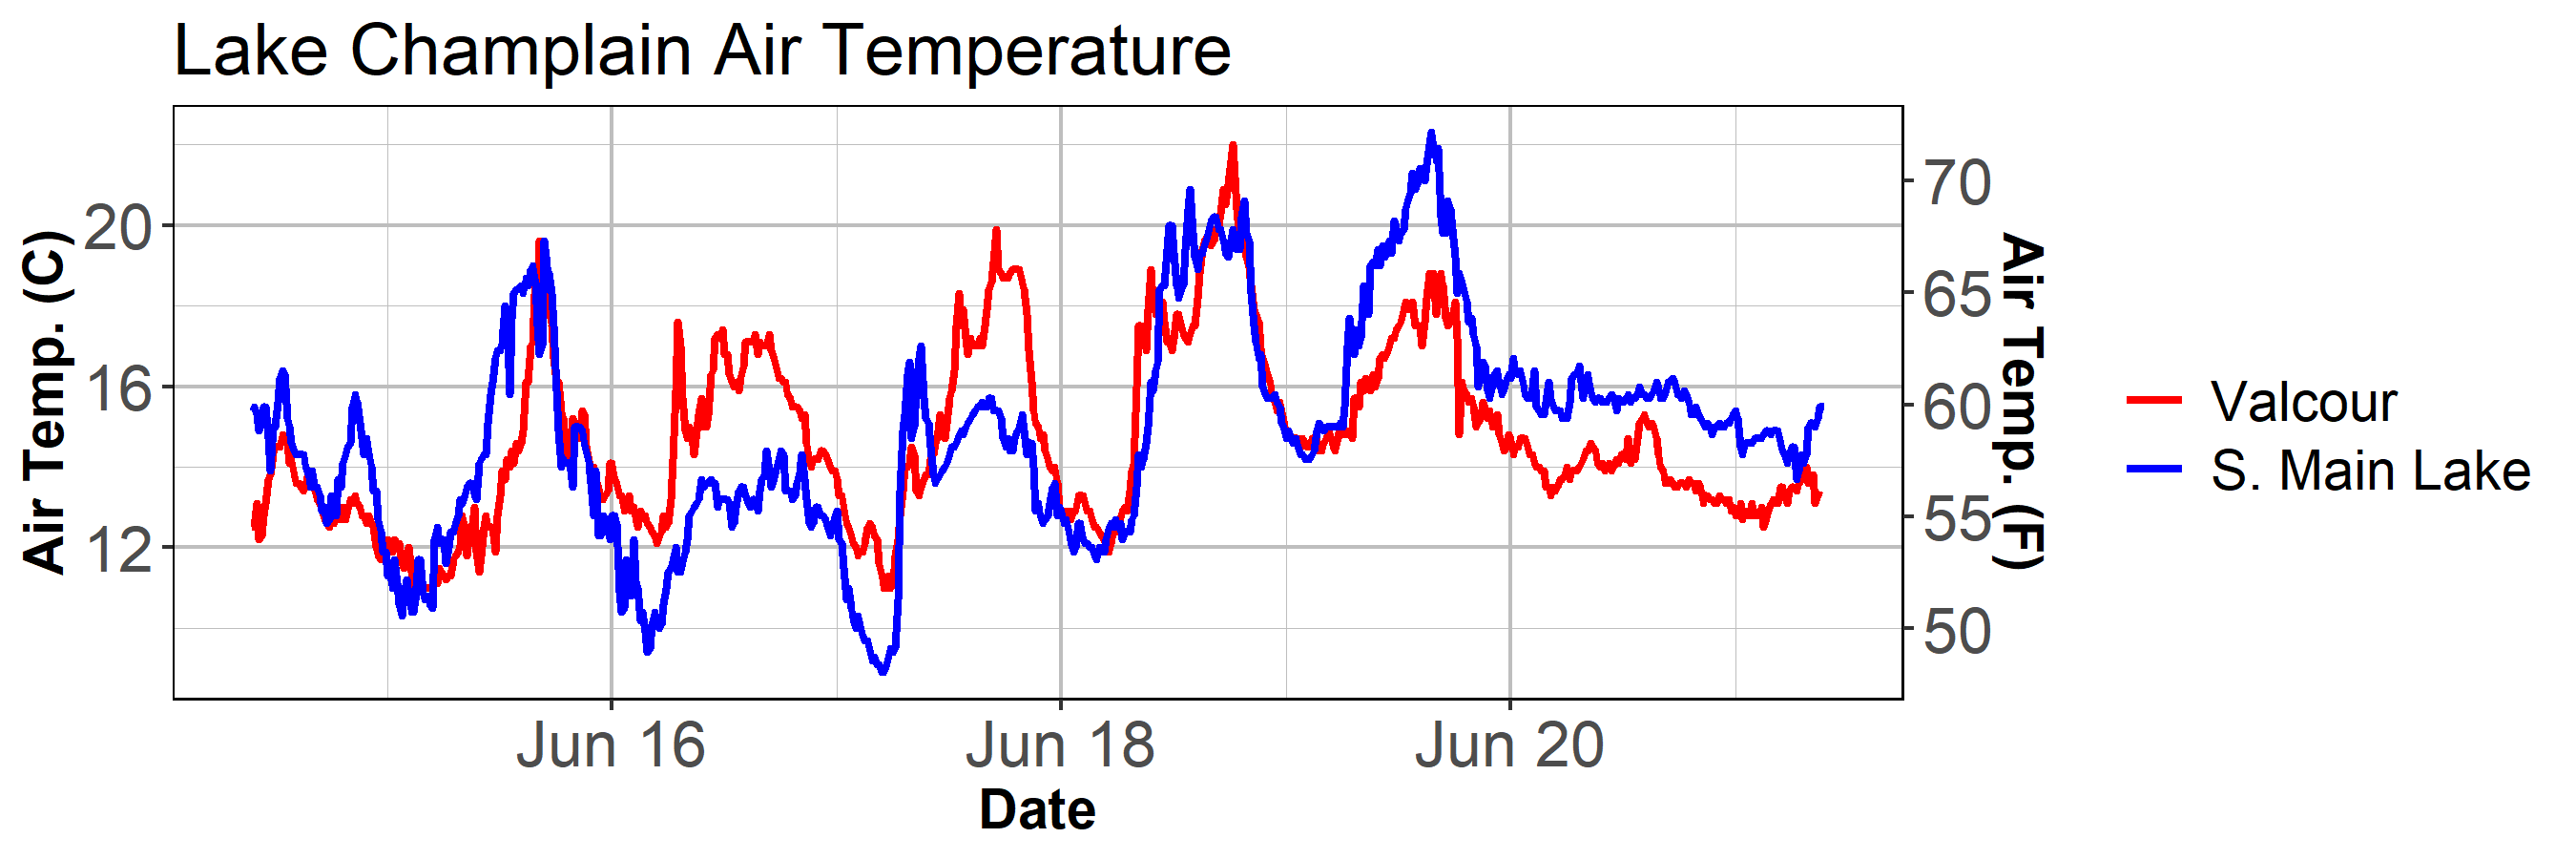 Lake Champlain Air Temperature
Air Temp. (C)
20
16
12
70
65
60
55
50
Air Temp. (F)
Jun 16
Jun 18
Jun 20
Date
Valcour
S. Main Lake